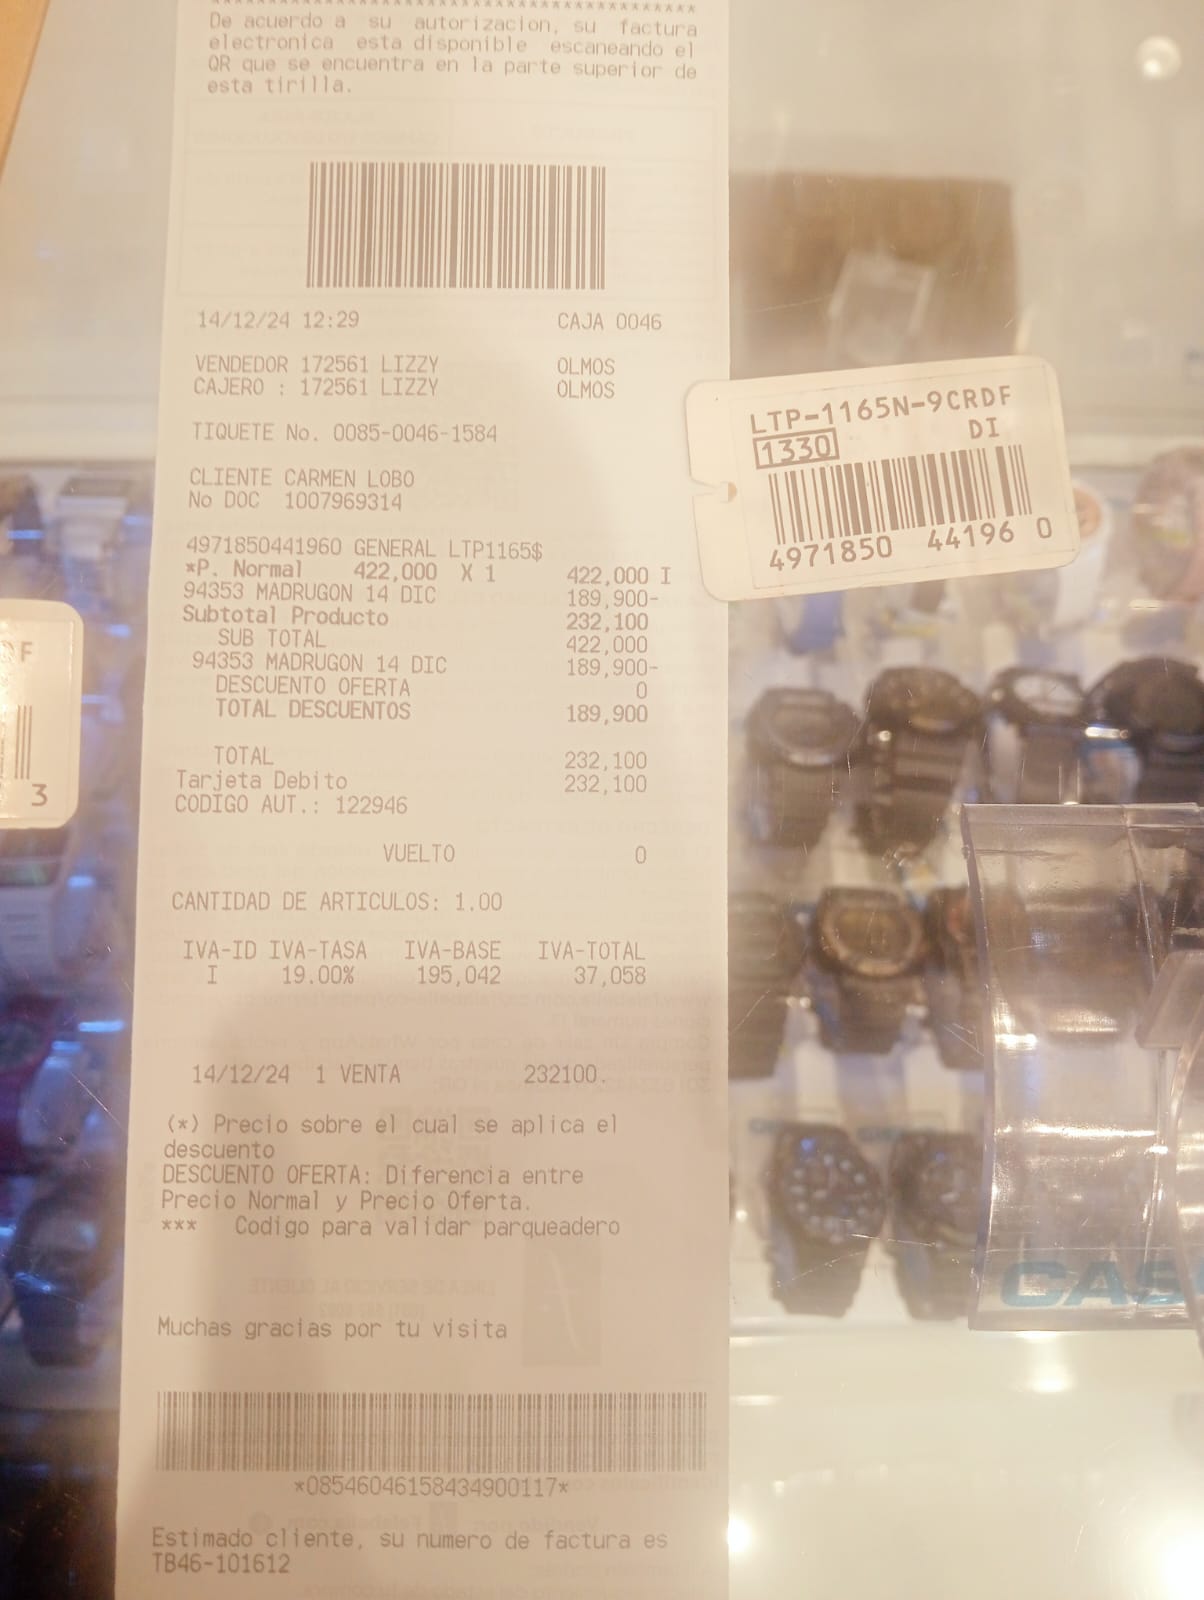 De acuerdo a su autorizacion, su factura
electronica esta disponible escaneando el
QR que se encuentra en la parte superior de
esta tirilla.
14/12/24 12:29 CAJA 0046
VENDEDOR 172561 LIZZY OLMOS
CAJERO : 172561 LIZZY OLMOS
TIQUETE No. 0085-0046-1584
CLIENTE CARMEN LOBO
No DOC 1007969314
4971850441960 GENERAL LTP1165$
*P. Normal 422,000 X 1 422,000 I
94353 MADRUGON 14 DIC 189,900-
Subtotal Producto 232,100
SUB TOTAL 422,000
94353 MADRUGON 14 DIC 189,900-
DESCUENTO OFERTA 0
TOTAL DESCUENTOS 189,900
TOTAL 232,100
Tarjeta Debito 232,100
CODIGO AUT.: 122946
VUELTO 0
CANTIDAD DE ARTICULOS: 1.00
IVA-ID IVA-TASA IVA-BASE IVA-TOTAL
I 19.00% 195,042 37,058
14/12/24 1 VENTA 232100.
(*) Precio sobre el cual se aplica el
descuento
DESCUENTO OFERTA: Diferencia entre
Precio Normal y Precio Oferta.
*** Codigo para validar parqueadero
Muchas gracias por tu visita
*08546046158434900117*
Estimado cliente, su numero de factura es
TB46-101612
LTP-1165N-9CRDF
1330 DI
4971850 44196 0
F
3
CAS